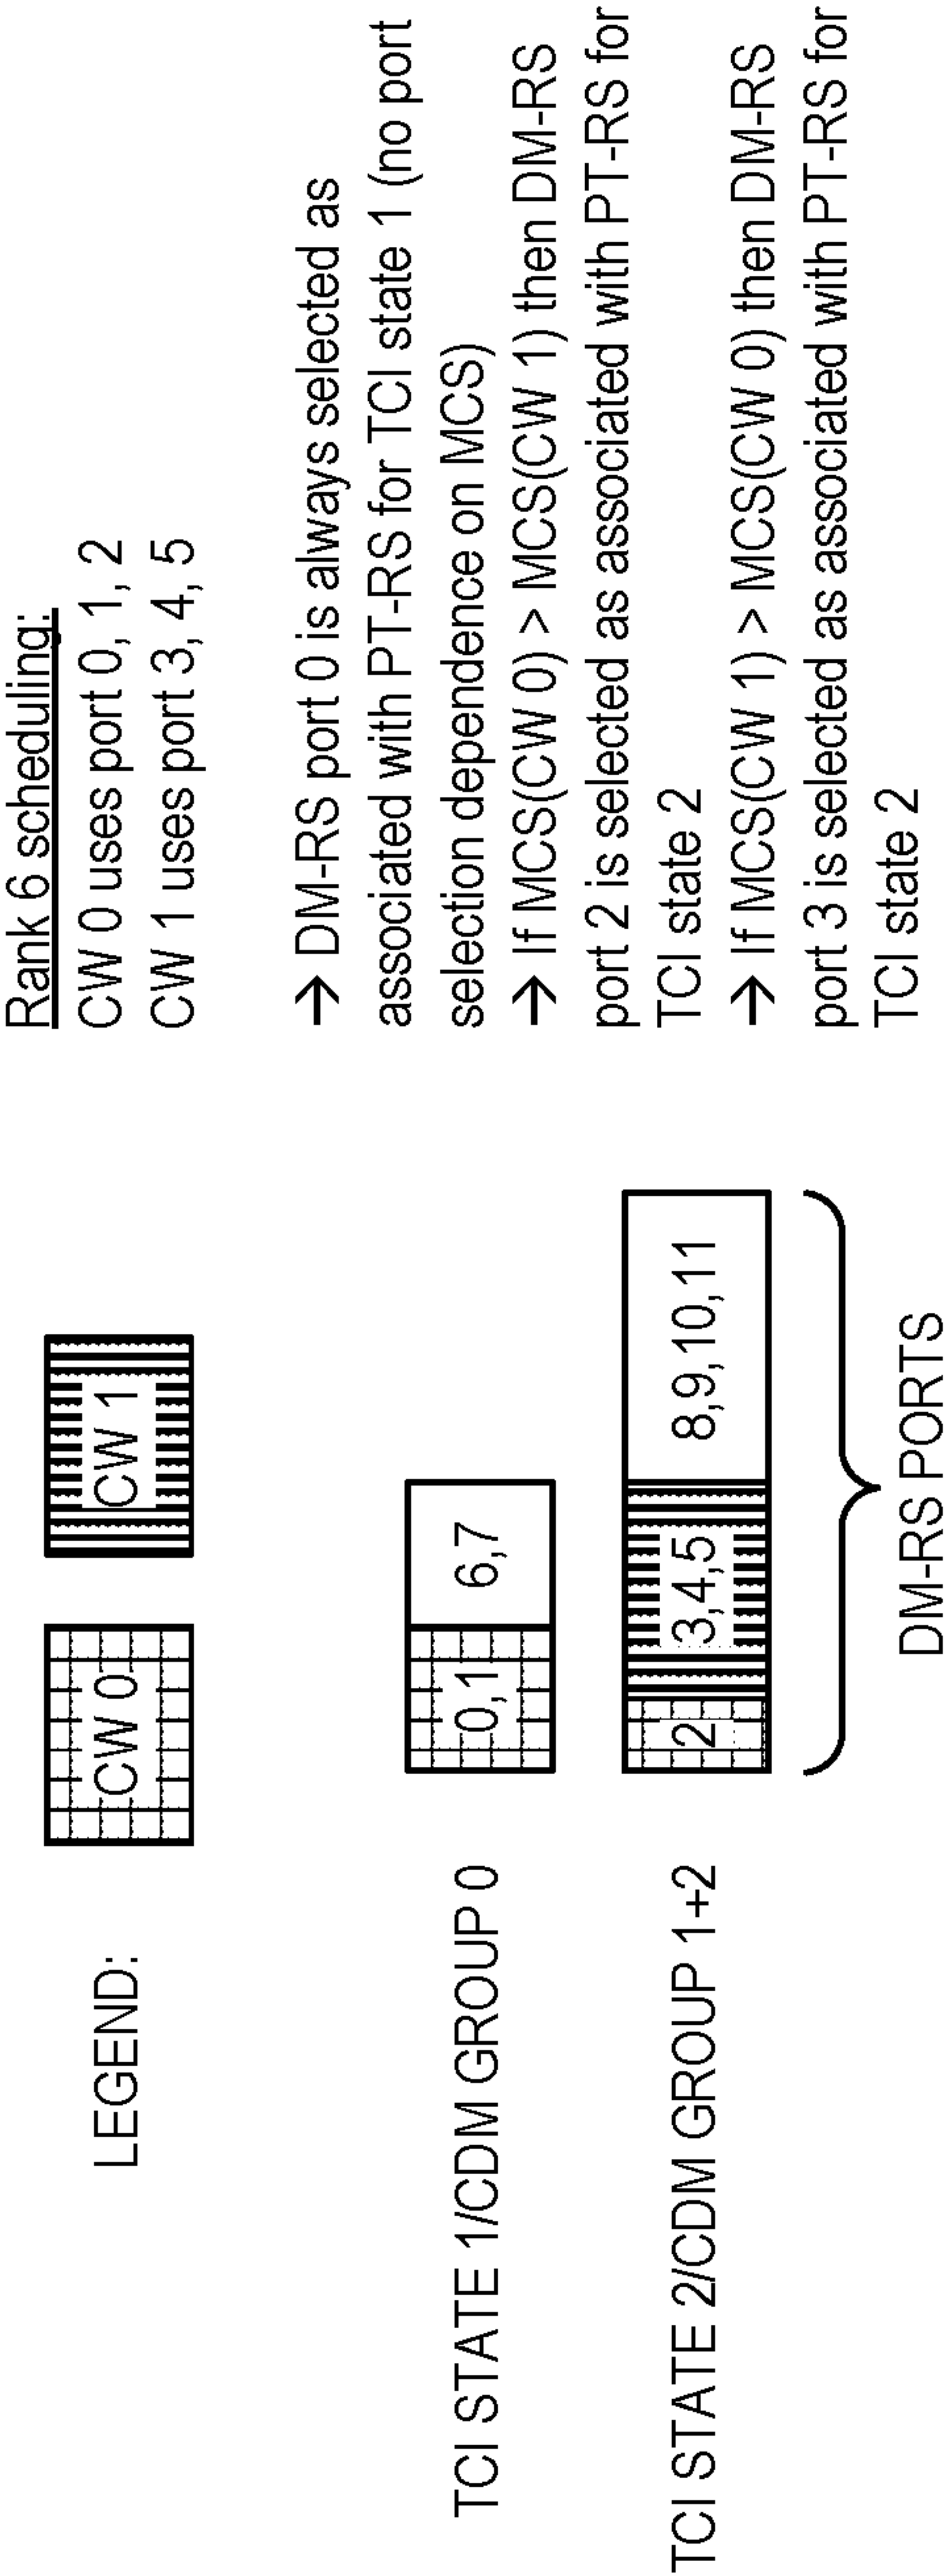 LEGEND:
CW 0
CW 1
TCI STATE 1/CDM GROUP 0
0,1
6,7
TCI STATE 2/CDM GROUP 1+2
2
3,4,5
8,9,10,11
DM-RS PORTS
Rank 6 scheduling:
CW 0 uses port 0, 1, 2
CW 1 uses port 3, 4, 5
→ DM-RS port 0 is always selected as
associated with PT-RS for TCI state 1 (no port
selection dependence on MCS)
→ If MCS(CW 0) > MCS(CW 1) then DM-RS
port 2 is selected as associated with PT-RS for
TCI state 2
→ If MCS(CW 1) > MCS(CW 0) then DM-RS
port 3 is selected as associated with PT-RS for
TCI state 2